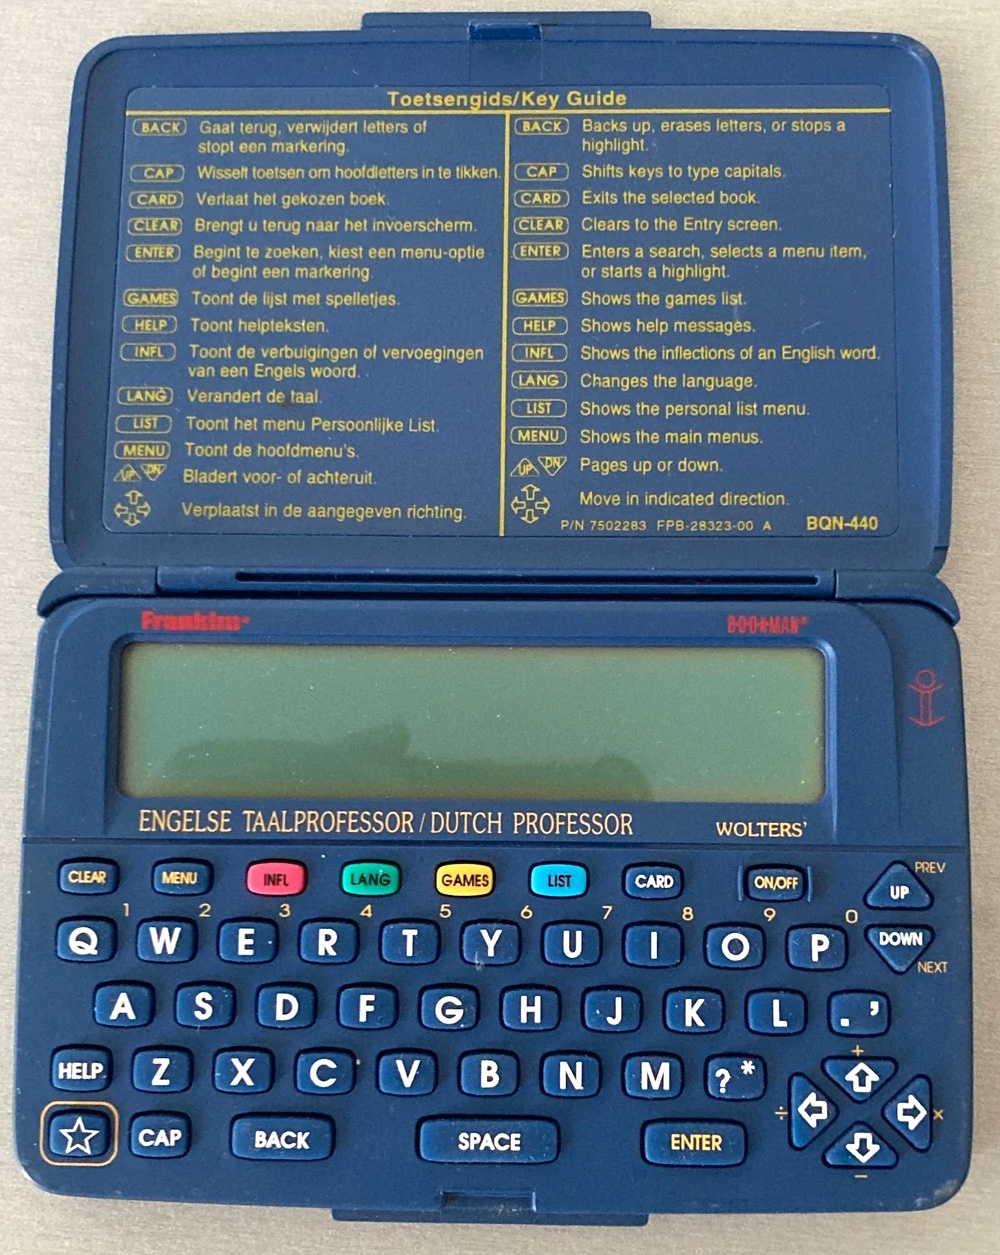 Toetsengids/Key Guide
BACK Gaat terug, verwijdert letters of
stopt een markering.
CAP Wisselt toetsen om hoofdletters in te tikken.
CARD Verlaat het gekozen boek.
CLEAR Brengt u terug naar het invoerscherm.
ENTER Begint te zoeken, kiest een menu-optie
of begint een markering.
GAMES Toont de lijst met spelletjes.
HELP Toont helpteksten.
INFL Toont de verbuigingen of vervoegingen
van een Engels woord.
LANG Verandert de taal.
LIST Toont het menu Persoonlijke List.
MENU Toont de hoofdmenu's.
UP DN Bladert voor- of achteruit.
Verplaatst in de aangegeven richting.
BACK Backs up, erases letters, or stops a
highlight.
CAP Shifts keys to type capitals.
CARD Exits the selected book.
CLEAR Clears to the Entry screen.
ENTER Enters a search, selects a menu item,
or starts a highlight.
GAMES Shows the games list.
HELP Shows help messages.
INFL Shows the inflections of an English word.
LANG Changes the language.
LIST Shows the personal list menu.
MENU Shows the main menus.
UP DN Pages up or down.
Move in indicated direction.
P/N 7502283 FPB-28323-00 A BQN-440
Franklin BOOKMAN®
ENGELSE TAALPROFESSOR / DUTCH PROFESSOR WOLTERS'
CLEAR MENU INFL LANG GAMES LIST CARD ON/OFF UP PREV
1 2 3 4 5 6 7 8 9 0
Q W E R T Y U I O P DOWN
NEXT
A S D F G H J K L . ,
HELP Z X C V B N M ? * +
÷ ×
CAP BACK SPACE ENTER
−